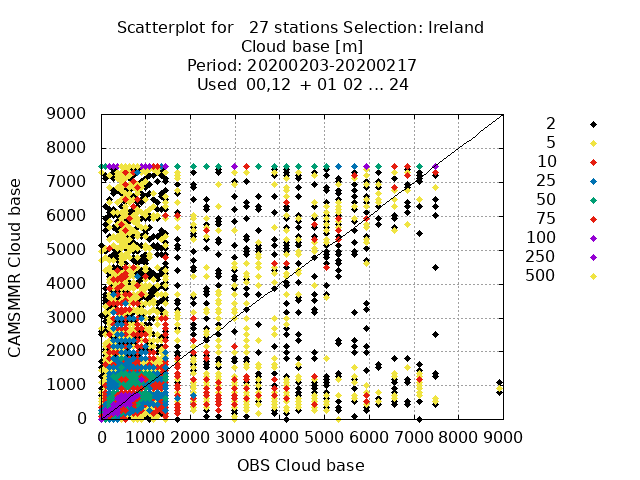 Scatterplot for   27 stations Selection: Ireland
Cloud base [m]
Period: 20200203-20200217
Used  00,12  + 01 02 ... 24
9000
8000
7000
6000
5000
4000
3000
2000
1000
0
CAMSMMR Cloud base
0 1000 2000 3000 4000 5000 6000 7000 8000 9000
OBS Cloud base
2
5
10
25
50
75
100
250
500